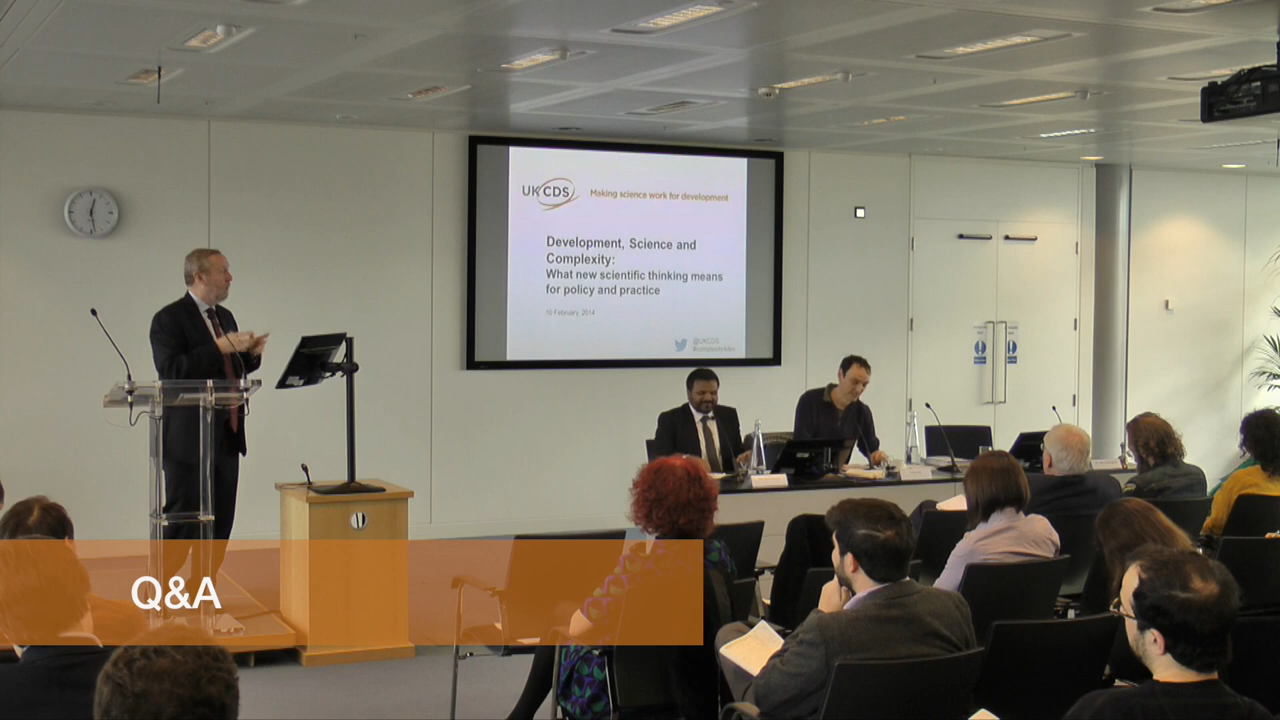 UKCDS
Making science work for development
Development, Science and
Complexity:
What new scientific thinking means
for policy and practice
10 February, 2014
@UKCDS
Q&A